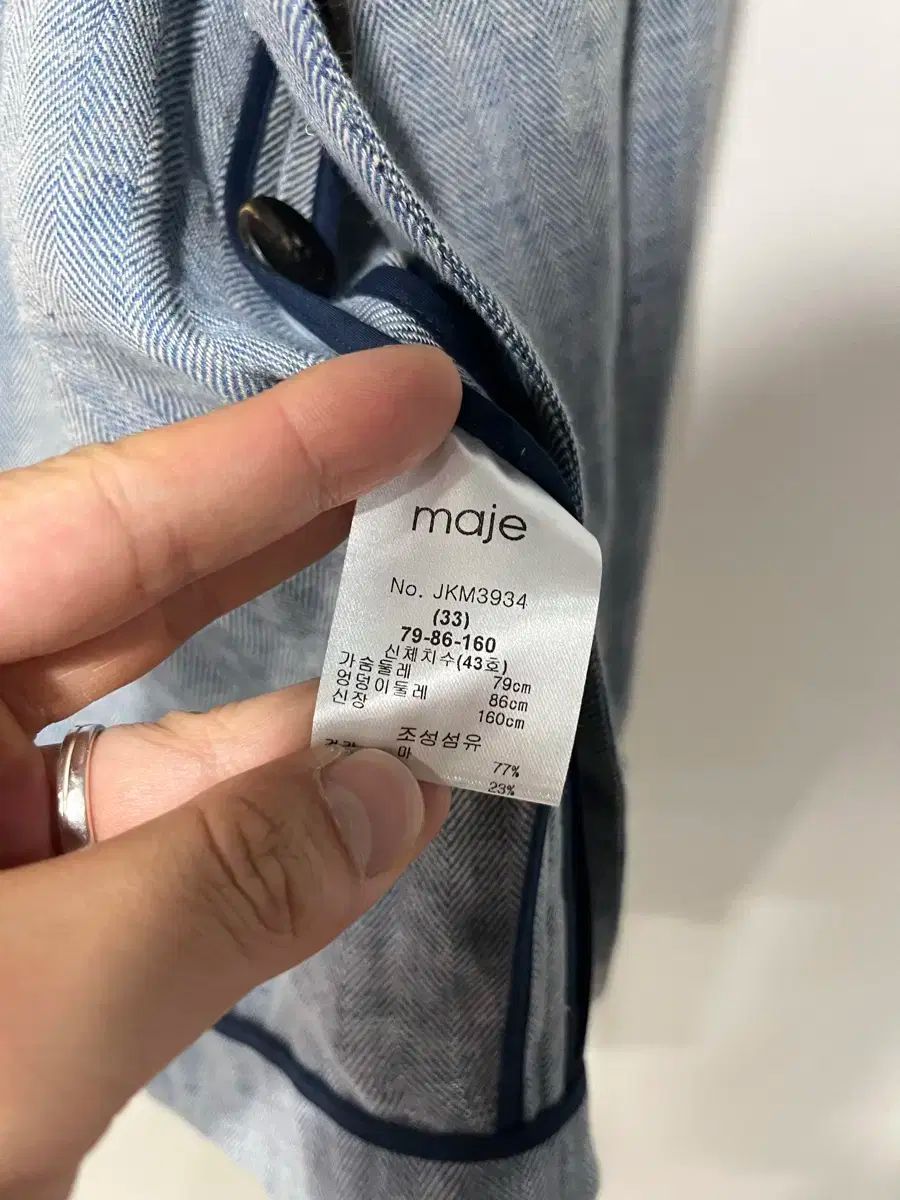 maje
No. JKM3934
(33)
79-86-160
신체치수(43호)
가슴둘레 79cm
엉덩이둘레 86cm
신장 160cm
조성섬유
마 77%
23%